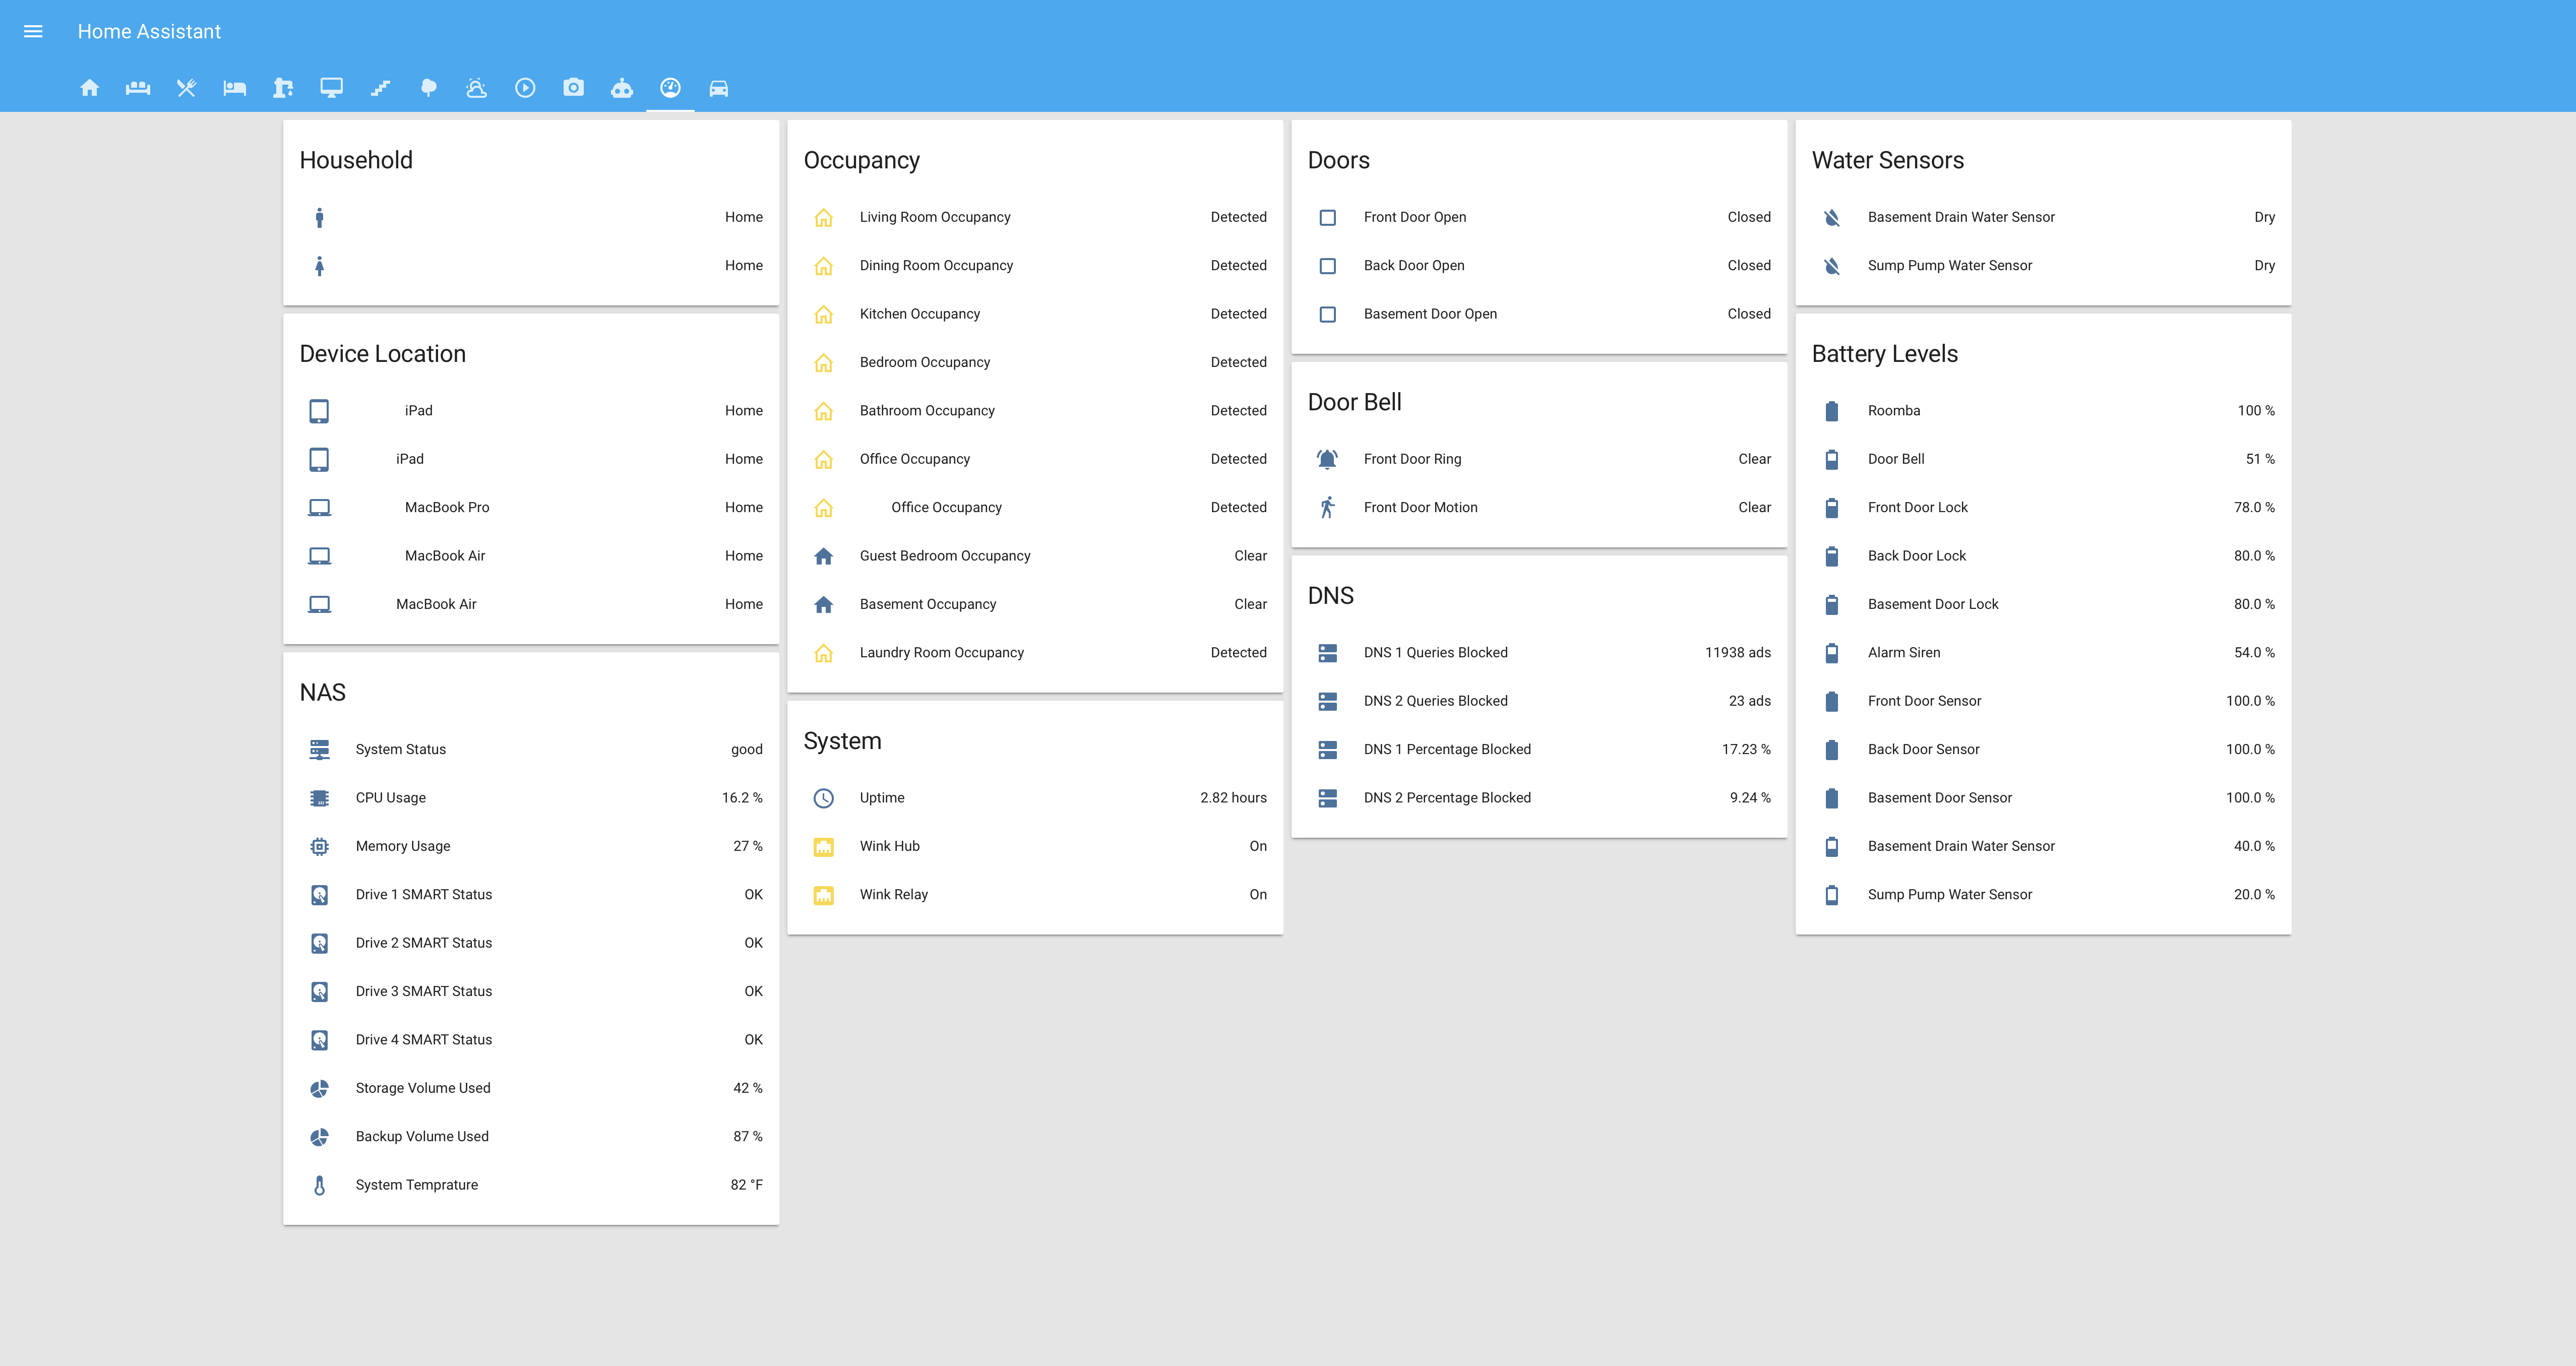 Home Assistant
Household
Home
Home
Device Location
iPad Home
iPad Home
MacBook Pro Home
MacBook Air Home
MacBook Air Home
NAS
System Status good
CPU Usage 16.2 %
Memory Usage 27 %
Drive 1 SMART Status OK
Drive 2 SMART Status OK
Drive 3 SMART Status OK
Drive 4 SMART Status OK
Storage Volume Used 42 %
Backup Volume Used 87 %
System Temprature 82 °F
Occupancy
Living Room Occupancy Detected
Dining Room Occupancy Detected
Kitchen Occupancy Detected
Bedroom Occupancy Detected
Bathroom Occupancy Detected
Office Occupancy Detected
Office Occupancy Detected
Guest Bedroom Occupancy Clear
Basement Occupancy Clear
Laundry Room Occupancy Detected
System
Uptime 2.82 hours
Wink Hub On
Wink Relay On
Doors
Front Door Open Closed
Back Door Open Closed
Basement Door Open Closed
Door Bell
Front Door Ring Clear
Front Door Motion Clear
DNS
DNS 1 Queries Blocked 11938 ads
DNS 2 Queries Blocked 23 ads
DNS 1 Percentage Blocked 17.23 %
DNS 2 Percentage Blocked 9.24 %
Water Sensors
Basement Drain Water Sensor Dry
Sump Pump Water Sensor Dry
Battery Levels
Roomba 100 %
Door Bell 51 %
Front Door Lock 78.0 %
Back Door Lock 80.0 %
Basement Door Lock 80.0 %
Alarm Siren 54.0 %
Front Door Sensor 100.0 %
Back Door Sensor 100.0 %
Basement Door Sensor 100.0 %
Basement Drain Water Sensor 40.0 %
Sump Pump Water Sensor 20.0 %